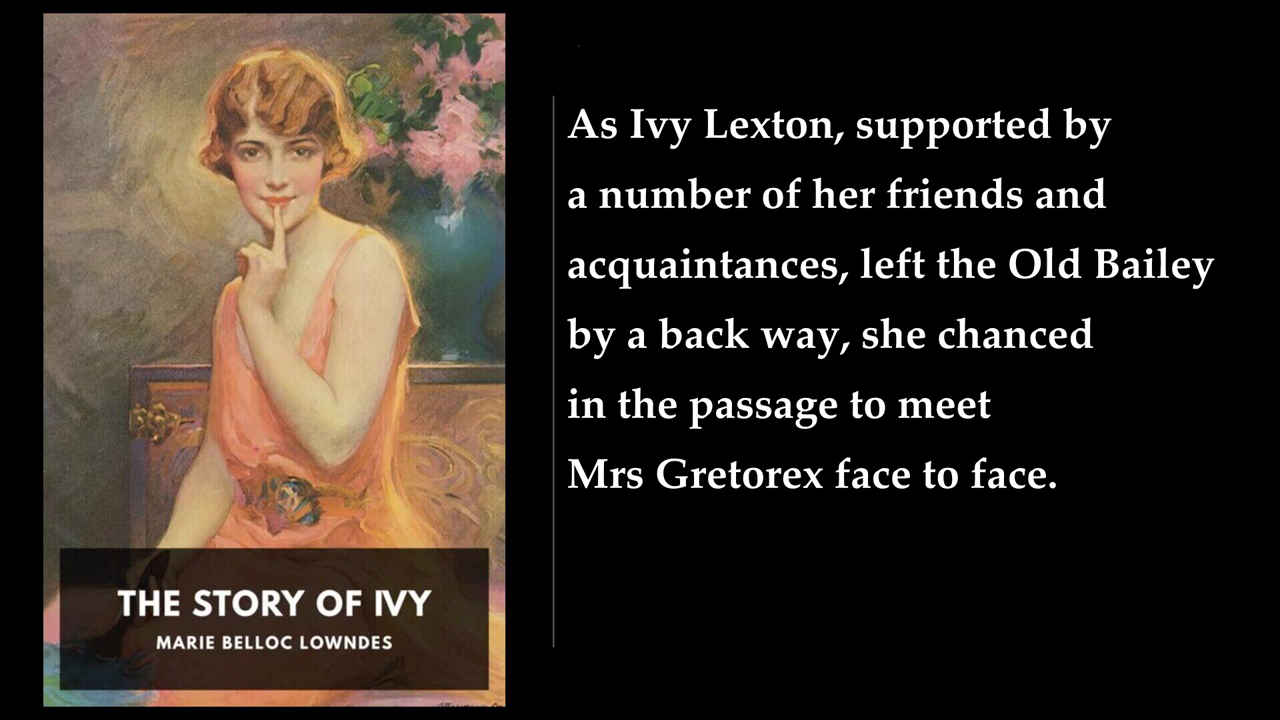 THE STORY OF IVY
MARIE BELLOC LOWNDES
As Ivy Lexton, supported by
a number of her friends and
acquaintances, left the Old Bailey
by a back way, she chanced
in the passage to meet
Mrs Gretorex face to face.